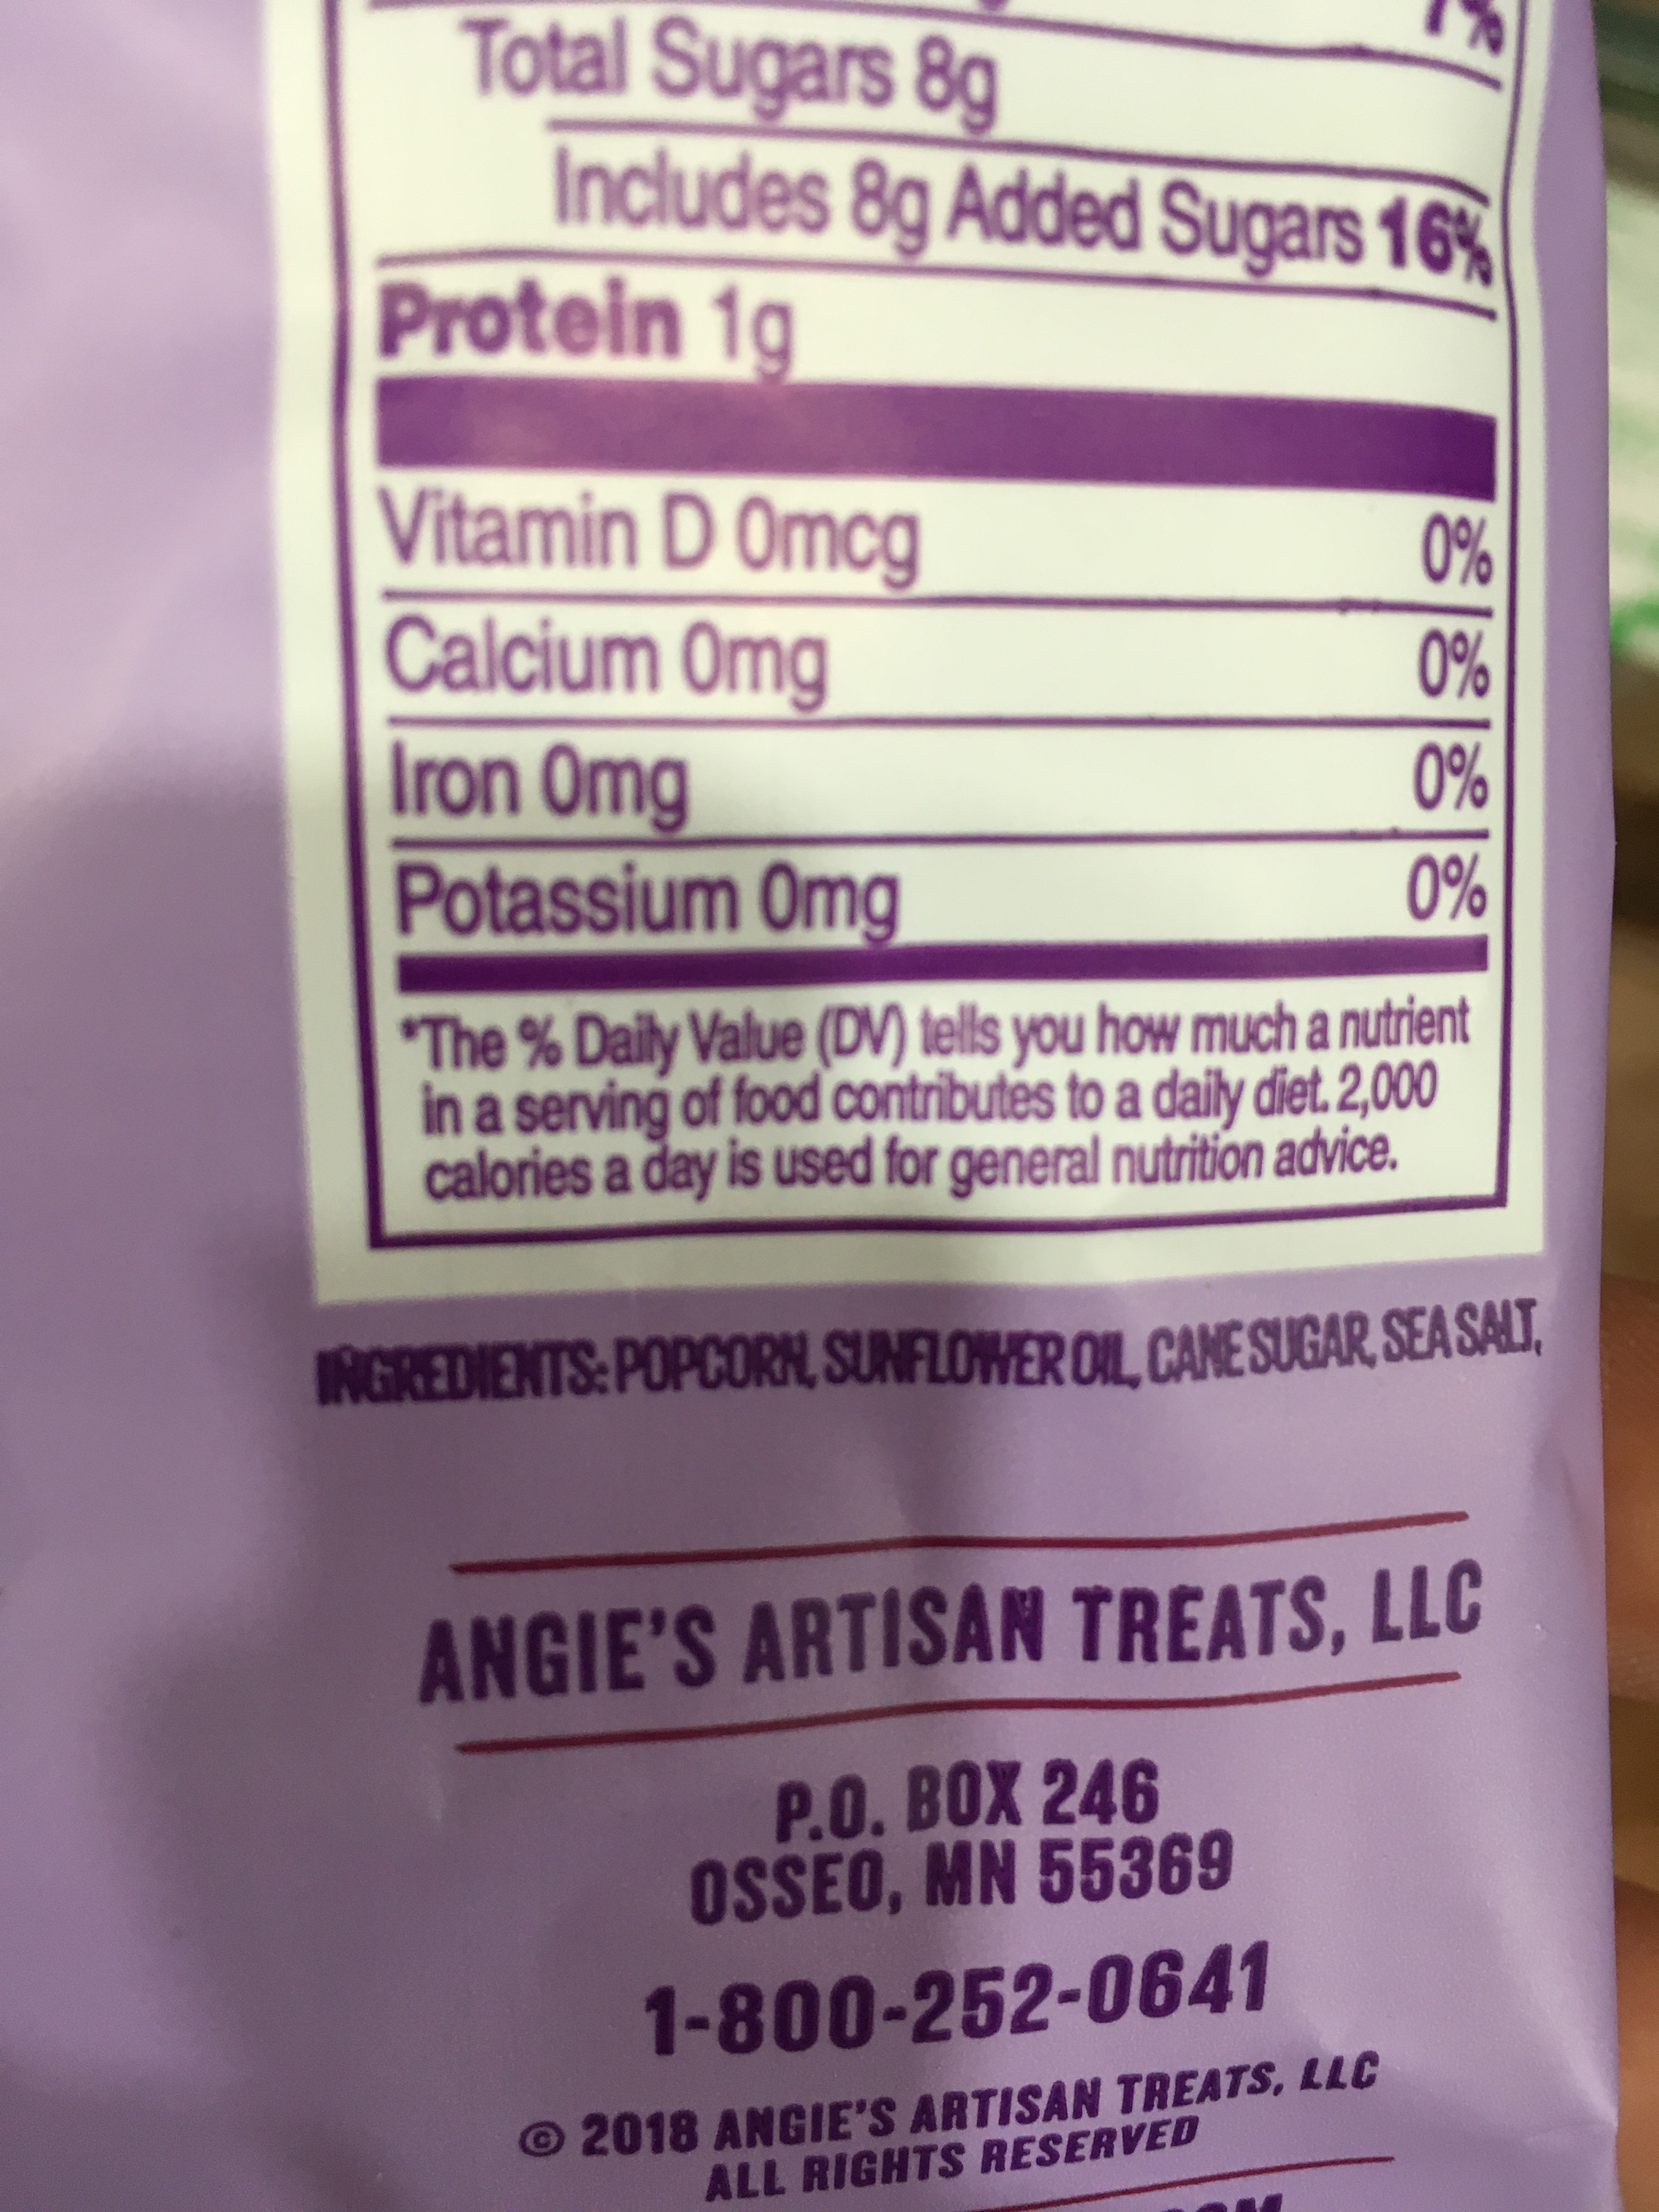 7%
Total Sugars 8g
Includes 8g Added Sugars 16%
Protein 1g
Vitamin D 0mcg 0%
Calcium 0mg 0%
Iron 0mg 0%
Potassium 0mg 0%
*The % Daily Value (DV) tells you how much a nutrient
in a serving of food contributes to a daily diet. 2,000
calories a day is used for general nutrition advice.
INGREDIENTS: POPCORN, SUNFLOWER OIL, CANE SUGAR, SEA SALT.
ANGIE'S ARTISAN TREATS, LLC
P.O. BOX 246
OSSEO, MN 55369
1-800-252-0641
© 2018 ANGIE'S ARTISAN TREATS, LLC
ALL RIGHTS RESERVED